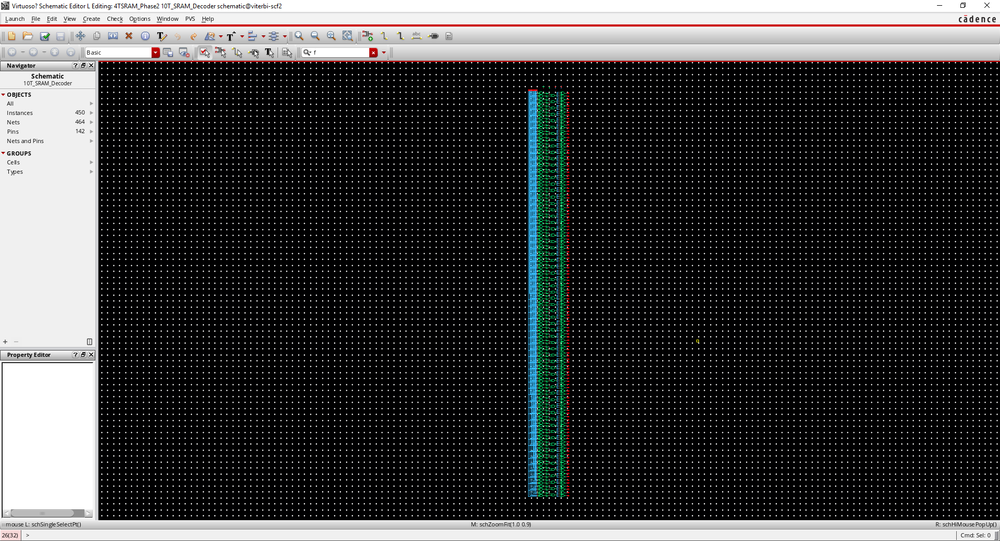 Virtuoso? Schematic Editor L Editing: 4TSRAM_Phase2 10T_SRAM_Decoder schematic@viterbi-scf2
Launch File Edit View Create Check Options Window PVS Help
cādence
abc
Basic
f
Navigator
Schematic
10T_SRAM_Decoder
OBJECTS
All
Instances 450
Nets 464
Pins 142
Nets and Pins
GROUPS
Cells
Types
Property Editor
mouse L: schSingleSelectPt() M: schZoomFit(1.0 0.9) R: schHiMousePopUp()
26(32) > Cmd: Sel: 0